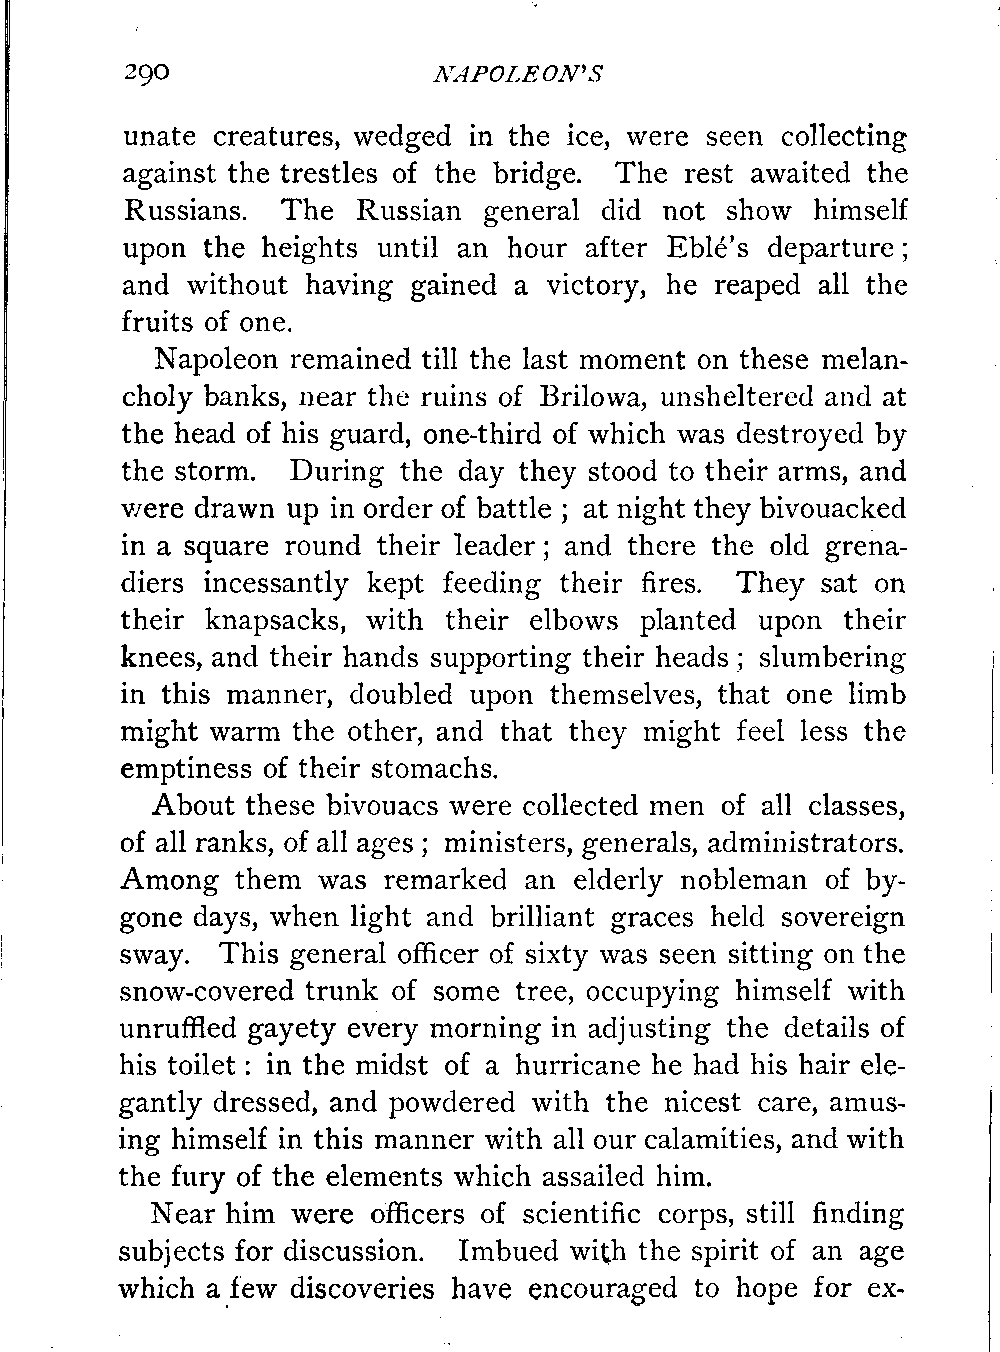 290 NAPOLEON'S
unate creatures, wedged in the ice, were seen collecting
against the trestles of the bridge. The rest awaited the
Russians. The Russian general did not show himself
upon the heights until an hour after Eblé's departure ;
and without having gained a victory, he reaped all the
fruits of one.
Napoleon remained till the last moment on these melan-
choly banks, near the ruins of Brilowa, unsheltered and at
the head of his guard, one-third of which was destroyed by
the storm. During the day they stood to their arms, and
were drawn up in order of battle ; at night they bivouacked
in a square round their leader ; and there the old grena-
diers incessantly kept feeding their fires. They sat on
their knapsacks, with their elbows planted upon their
knees, and their hands supporting their heads ; slumbering
in this manner, doubled upon themselves, that one limb
might warm the other, and that they might feel less the
emptiness of their stomachs.
About these bivouacs were collected men of all classes,
of all ranks, of all ages ; ministers, generals, administrators.
Among them was remarked an elderly nobleman of by-
gone days, when light and brilliant graces held sovereign
sway. This general officer of sixty was seen sitting on the
snow-covered trunk of some tree, occupying himself with
unruffled gayety every morning in adjusting the details of
his toilet : in the midst of a hurricane he had his hair ele-
gantly dressed, and powdered with the nicest care, amus-
ing himself in this manner with all our calamities, and with
the fury of the elements which assailed him.
Near him were officers of scientific corps, still finding
subjects for discussion. Imbued with the spirit of an age
which a few discoveries have encouraged to hope for ex-